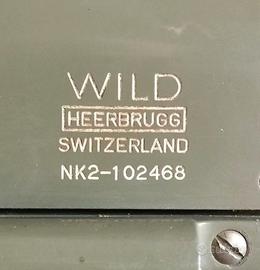 WILD
HEERBRUGG
SWITZERLAND
NK2-102468